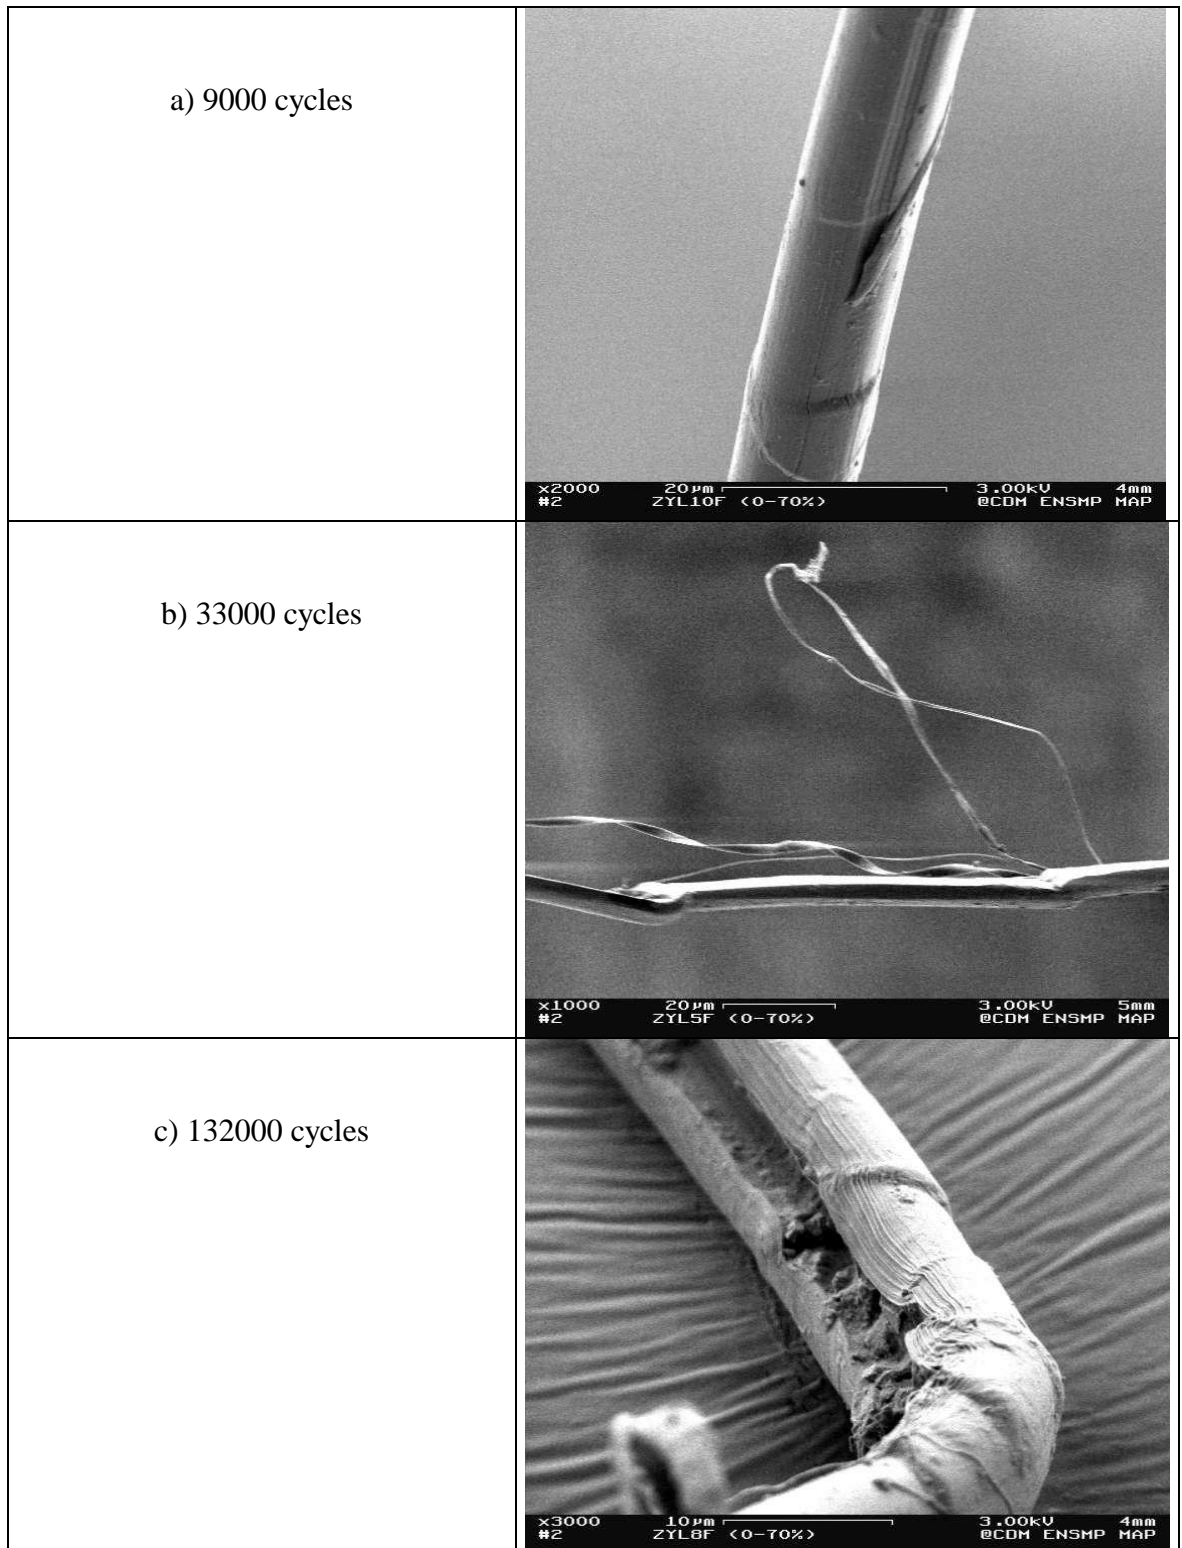 a) 9000 cycles
x2000 20µm 3.00kV 4mm
#2 ZYL10F (0-70%) @CDM ENSMP MAP
b) 33000 cycles
x1000 20µm 3.00kV 5mm
#2 ZYL5F (0-70%) @CDM ENSMP MAP
c) 132000 cycles
x3000 10µm 3.00kV 4mm
#2 ZYL8F (0-70%) @CDM ENSMP MAP